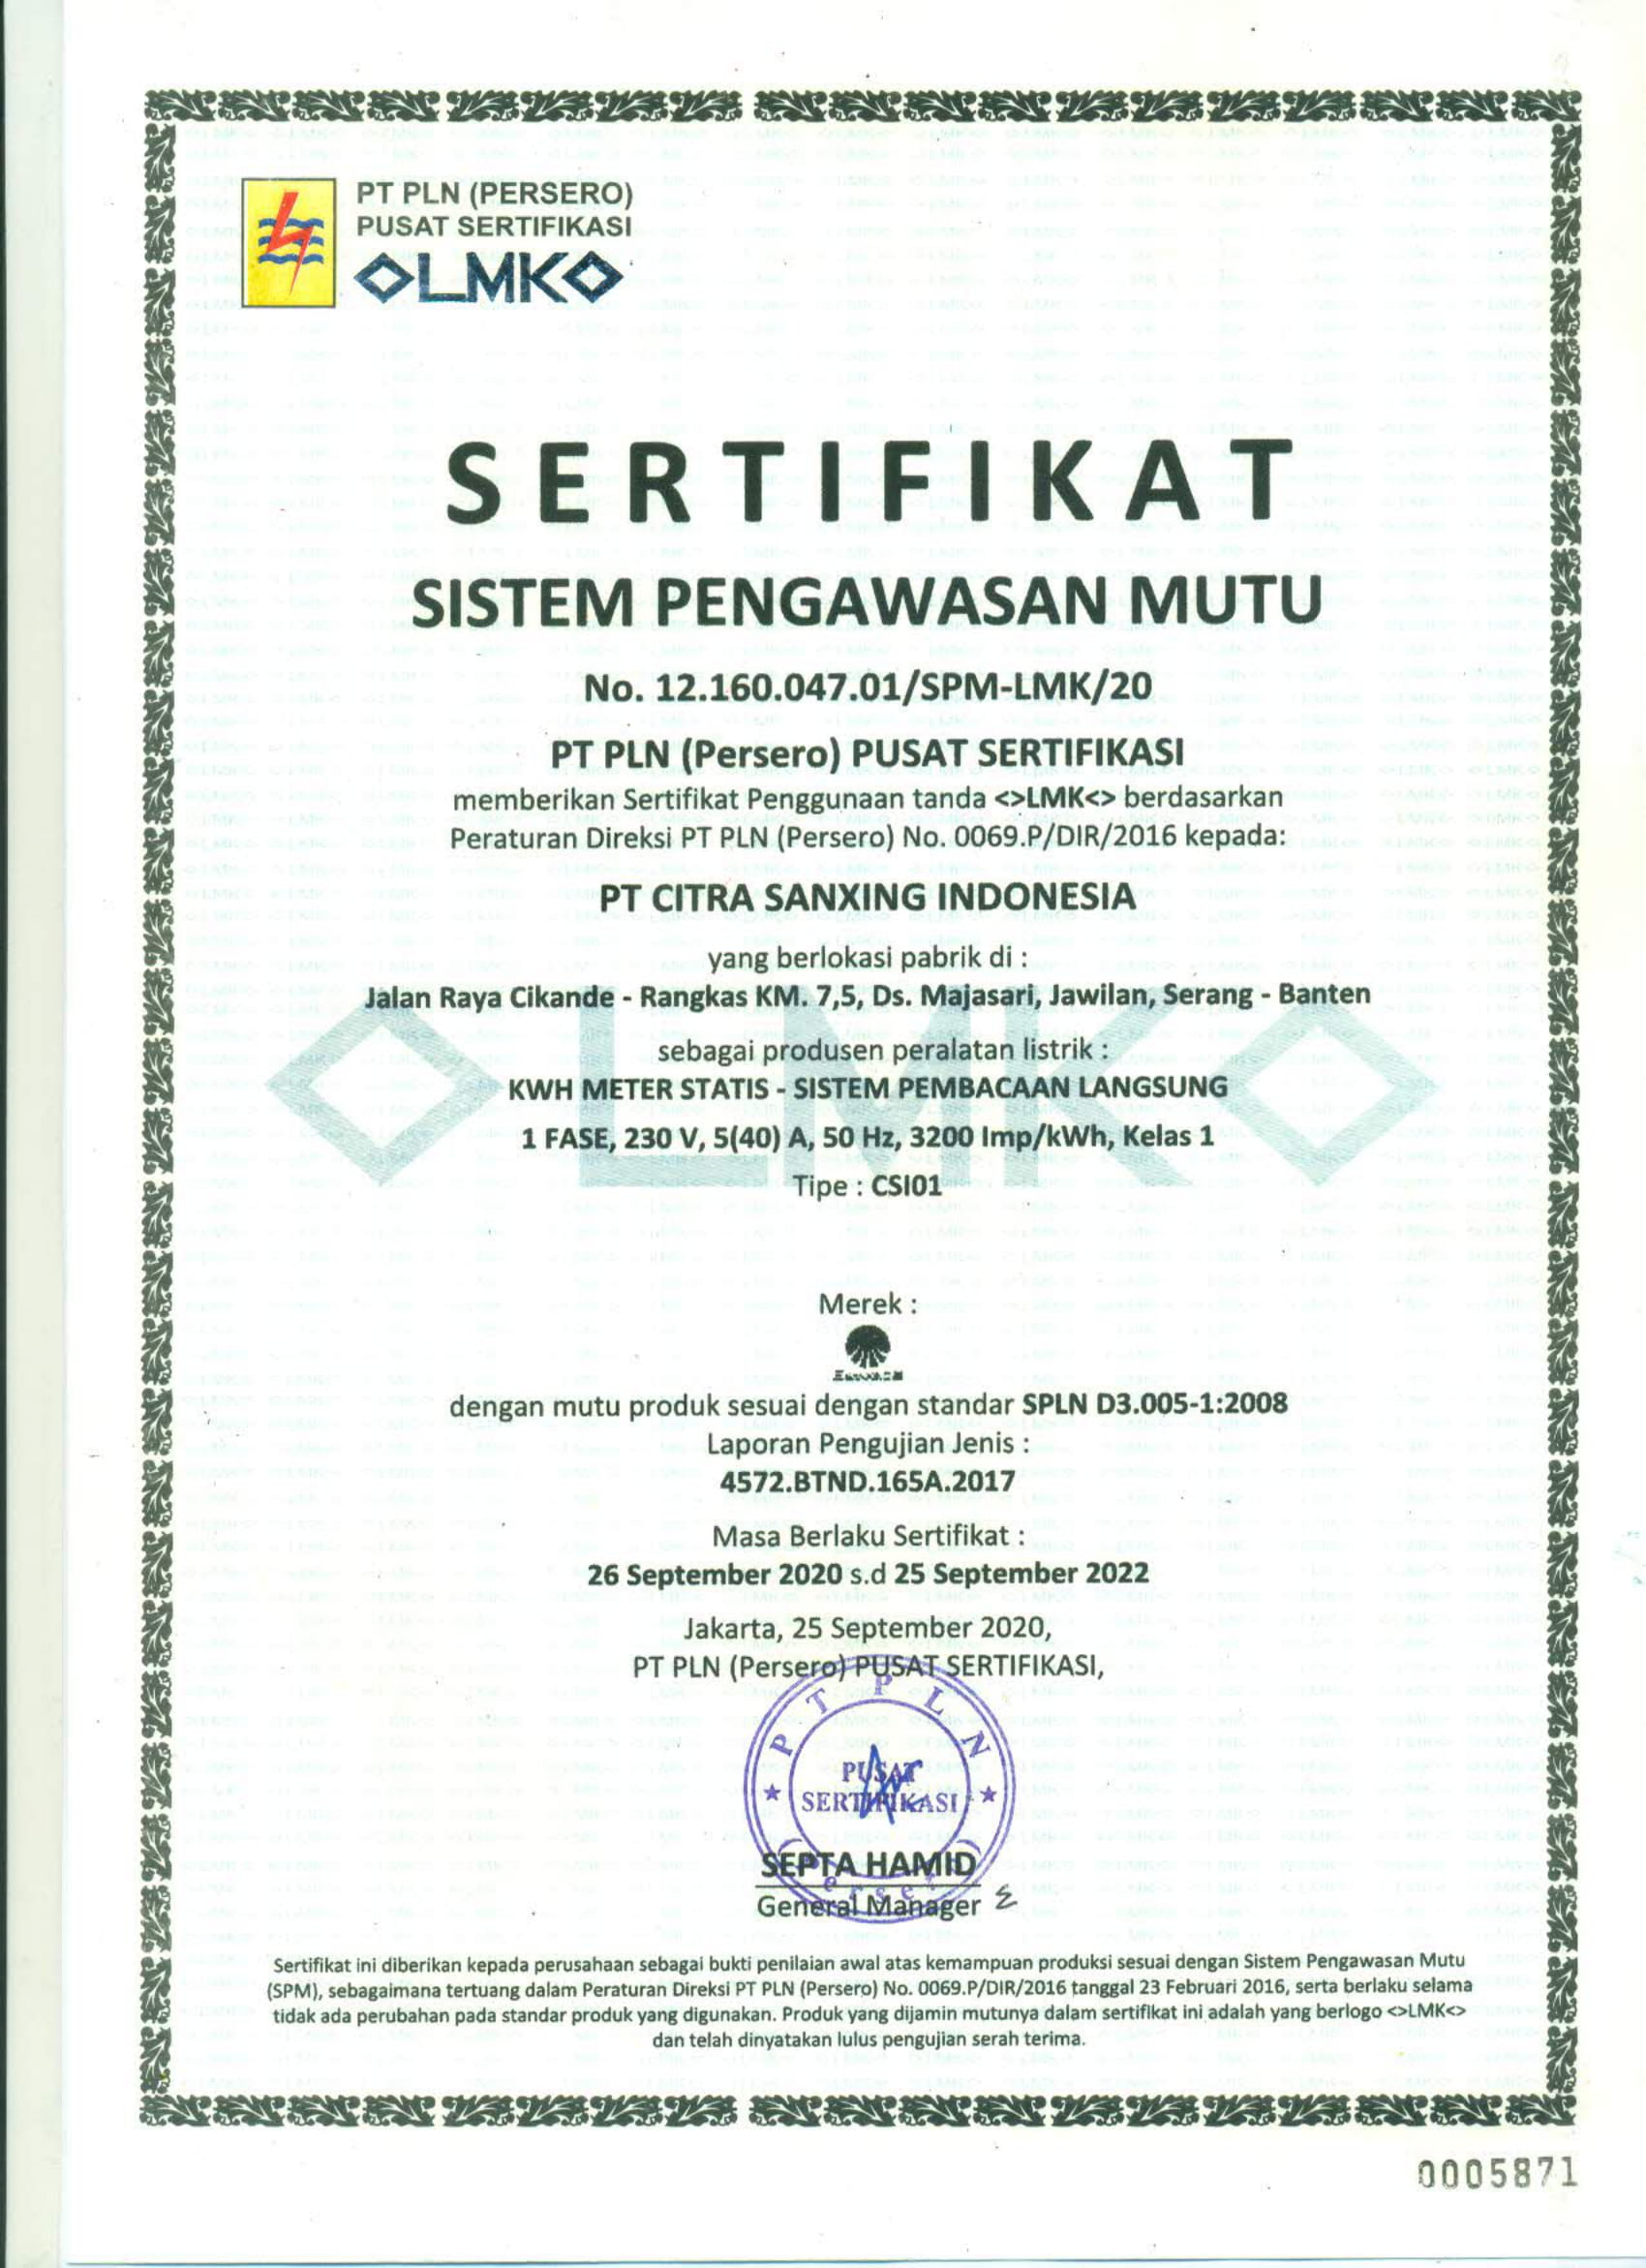 PT PLN (PERSERO)
PUSAT SERTIFIKASI
<>LMK<>
SERTIFIKAT
SISTEM PENGAWASAN MUTU
No. 12.160.047.01/SPM-LMK/20
PT PLN (Persero) PUSAT SERTIFIKASI
memberikan Sertifikat Penggunaan tanda <>LMK<> berdasarkan
Peraturan Direksi PT PLN (Persero) No. 0069.P/DIR/2016 kepada:
PT CITRA SANXING INDONESIA
yang berlokasi pabrik di :
Jalan Raya Cikande - Rangkas KM. 7,5, Ds. Majasari, Jawilan, Serang - Banten
sebagai produsen peralatan listrik :
KWH METER STATIS - SISTEM PEMBACAAN LANGSUNG
1 FASE, 230 V, 5(40) A, 50 Hz, 3200 Imp/kWh, Kelas 1
Tipe : CSI01
Merek :
dengan mutu produk sesuai dengan standar SPLN D3.005-1:2008
Laporan Pengujian Jenis :
4572.BTND.165A.2017
Masa Berlaku Sertifikat :
26 September 2020 s.d 25 September 2022
Jakarta, 25 September 2020,
PT PLN (Persero) PUSAT SERTIFIKASI,
PT PLN
PUSAT
SERTIFIKASI
SEPTA HAMID
General Manager
Sertifikat ini diberikan kepada perusahaan sebagai bukti penilaian awal atas kemampuan produksi sesuai dengan Sistem Pengawasan Mutu
(SPM), sebagaimana tertuang dalam Peraturan Direksi PT PLN (Persero) No. 0069.P/DIR/2016 tanggal 23 Februari 2016, serta berlaku selama
tidak ada perubahan pada standar produk yang digunakan. Produk yang dijamin mutunya dalam sertifikat ini adalah yang berlogo <>LMK<>
dan telah dinyatakan lulus pengujian serah terima.
0005871